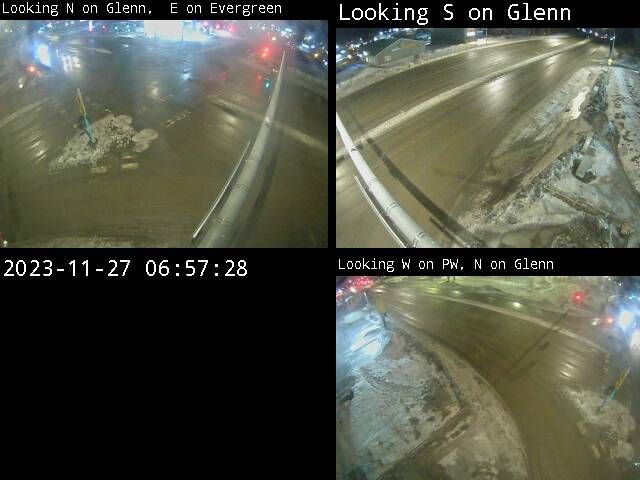 Looking N on Glenn, E on Evergreen
Looking S on Glenn
2023-11-27 06:57:28
Looking W on PW, N on Glenn